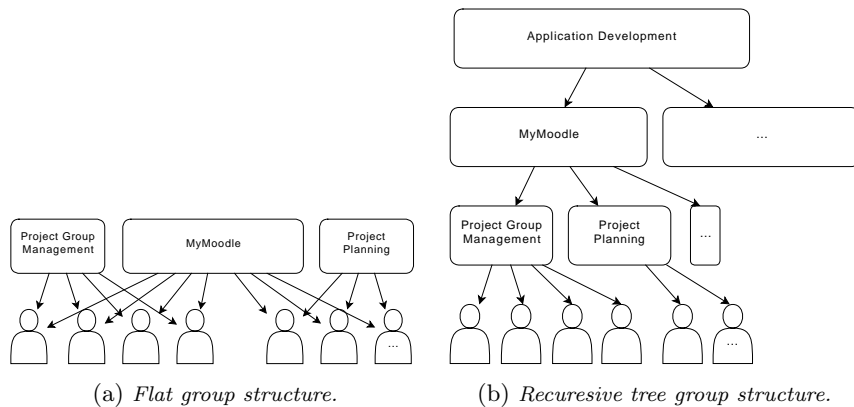 Project Group
Management
MyMoodle
Project
Planning
...
(a) Flat group structure.
Application Development
MyMoodle
...
Project Group
Management
Project
Planning
...
...
(b) Recuresive tree group structure.